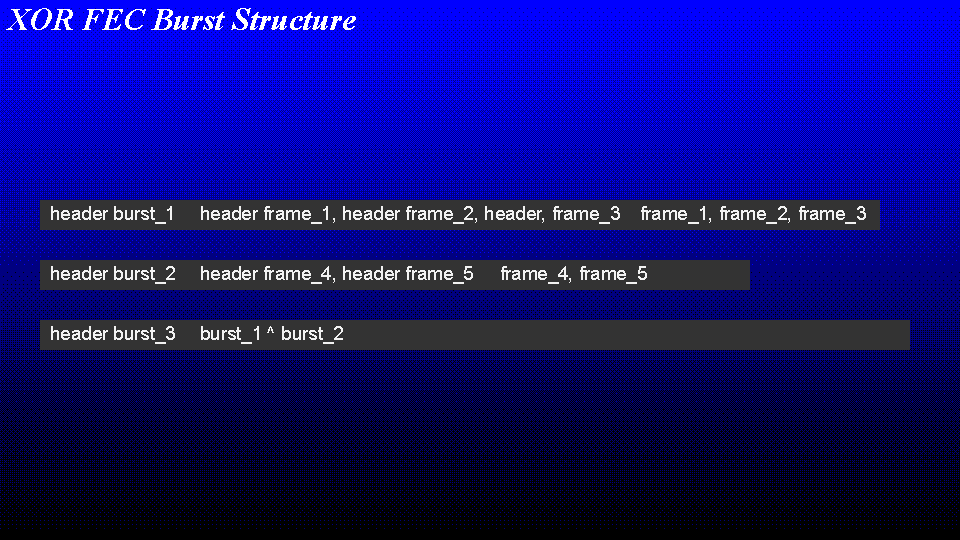 XOR FEC Burst Structure
header burst_1 header frame_1, header frame_2, header, frame_3 frame_1, frame_2, frame_3
header burst_2 header frame_4, header frame_5 frame_4, frame_5
header burst_3 burst_1 ^ burst_2